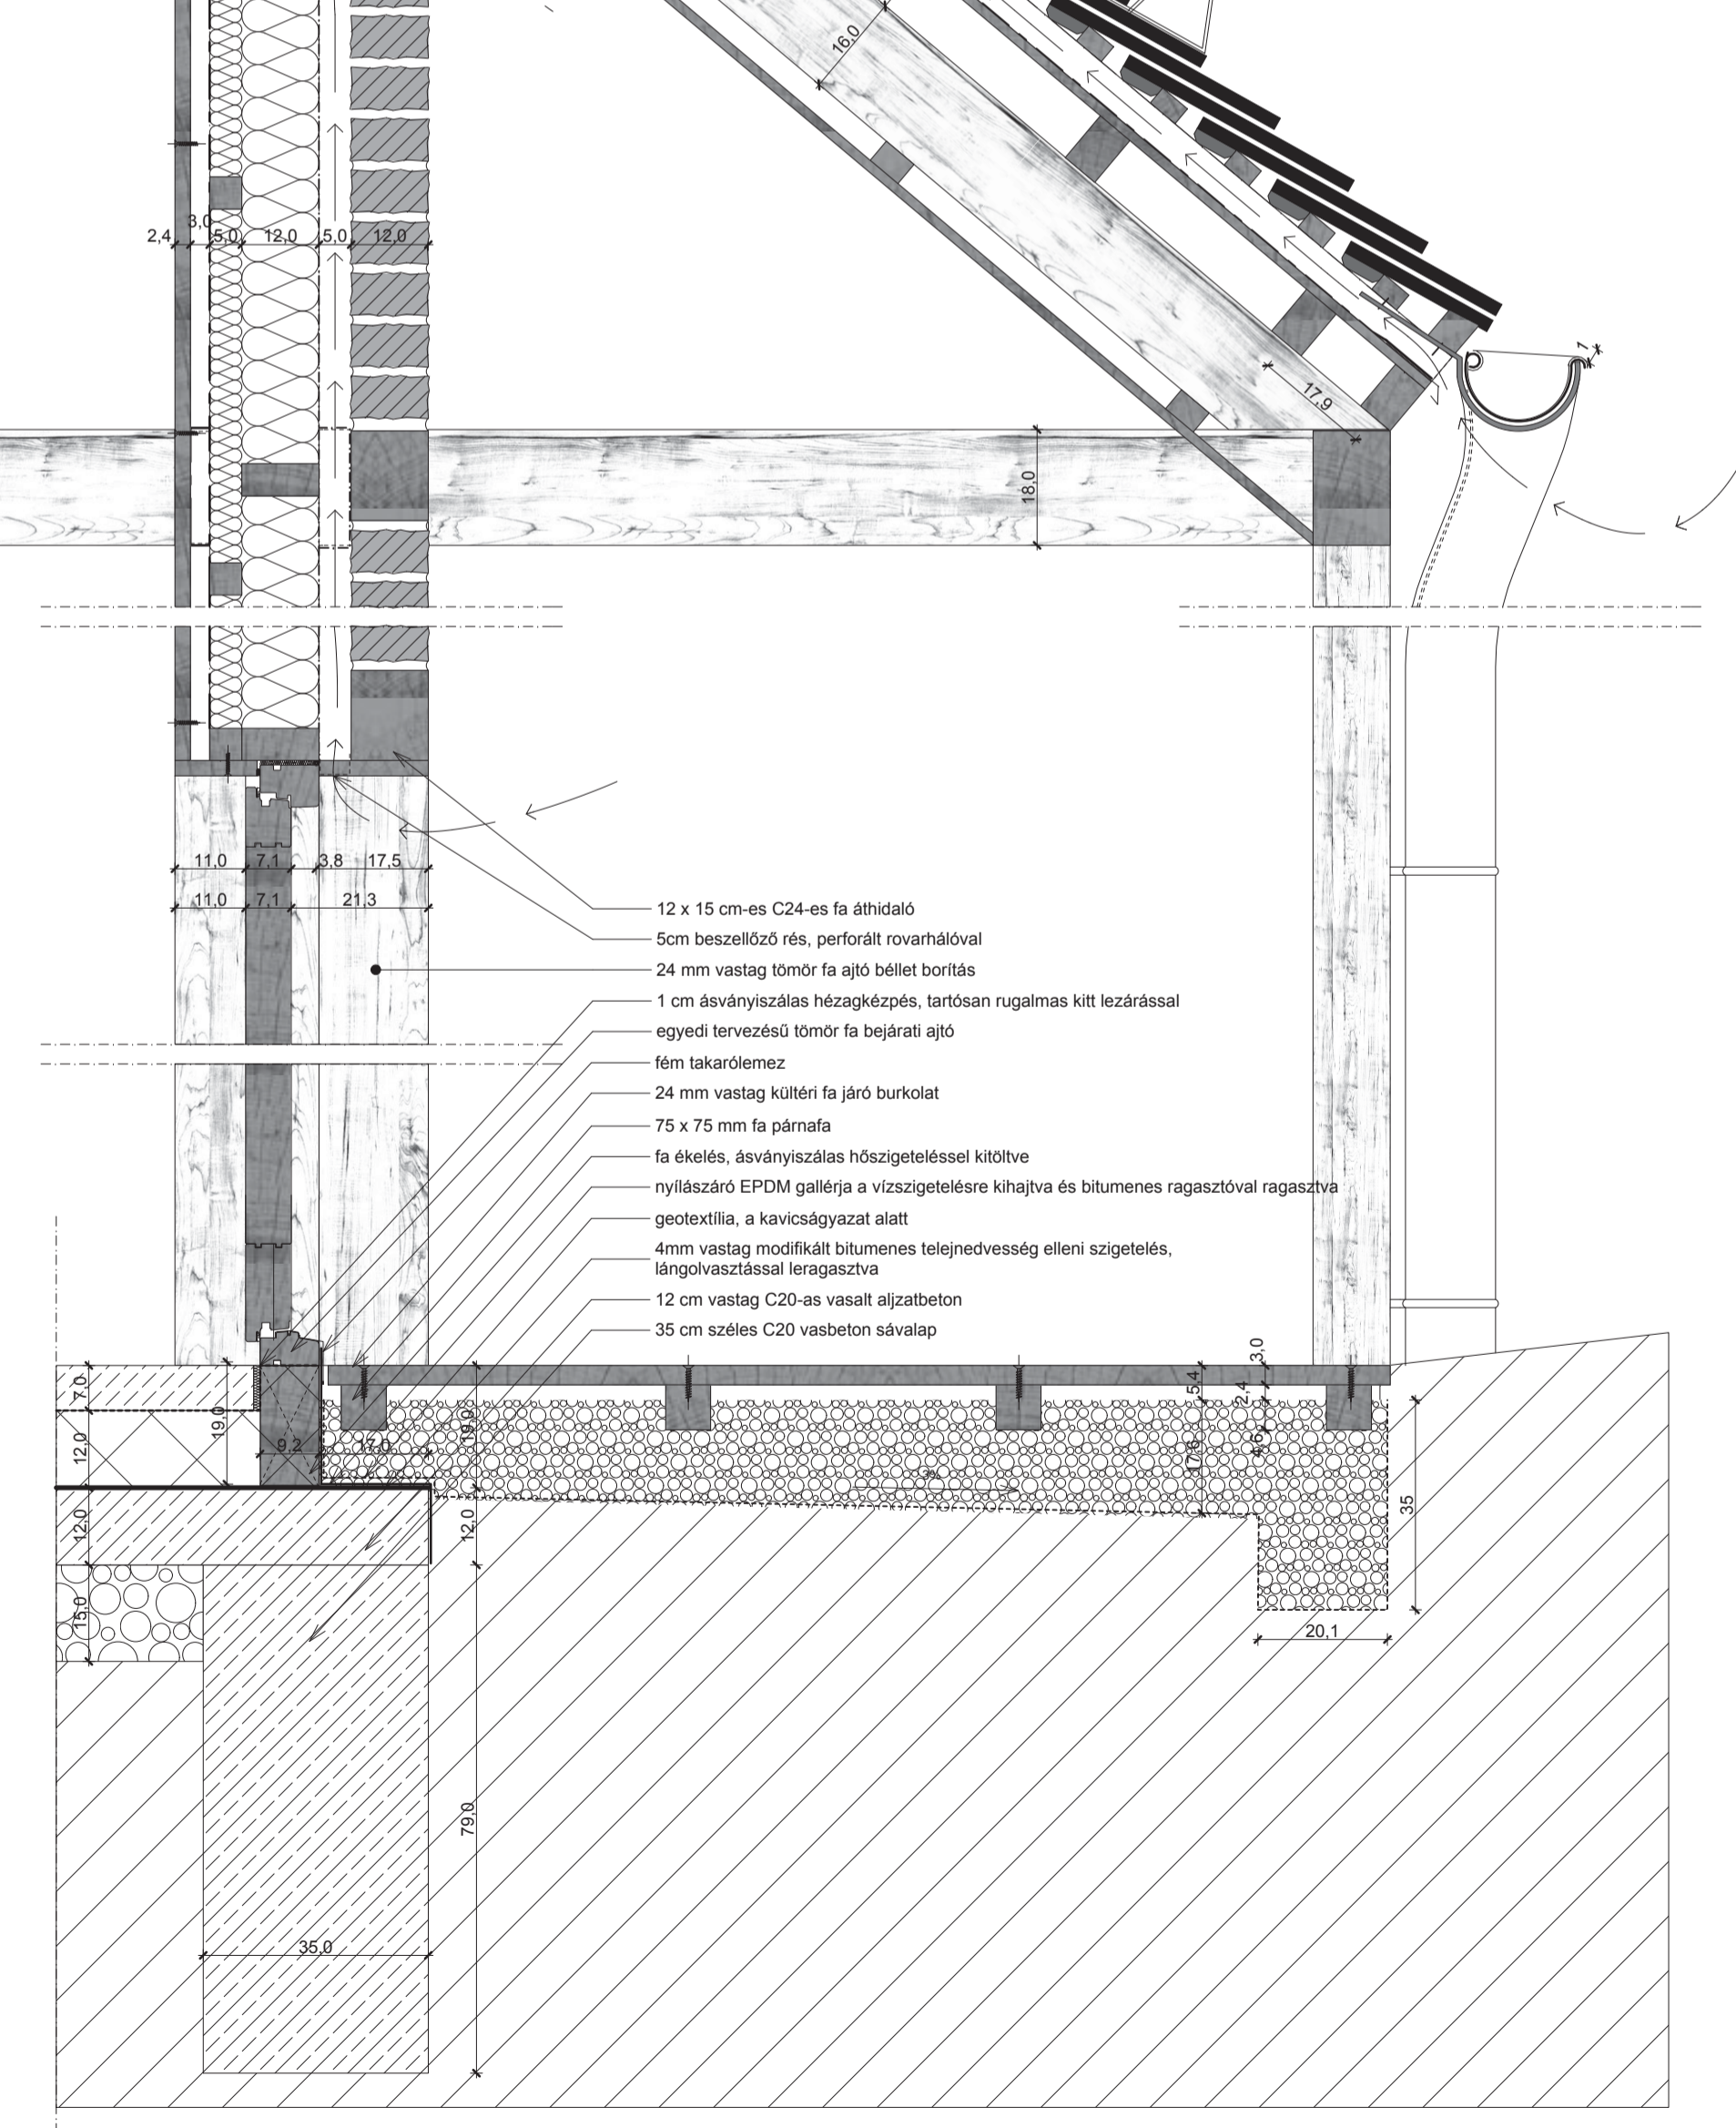 16,0
3,0
2,4 5,0 12,0 5,0 12,0
1
17,9
18,0
11,0 7,1 3,8 17,5
11,0 7,1 21,3
12 x 15 cm-es C24-es fa áthidaló
5cm beszellőző rés, perforált rovarhálóval
24 mm vastag tömör fa ajtó béllet borítás
1 cm ásványiszálas hézagkézpés, tartósan rugalmas kitt lezárással
egyedi tervezésű tömör fa bejárati ajtó
fém takarólemez
24 mm vastag kültéri fa járó burkolat
75 x 75 mm fa párnafa
fa ékelés, ásványiszálas hőszigeteléssel kitöltve
nyílászáró EPDM gallérja a vízszigetelésre kihajtva és bitumenes ragasztóval ragasztva
geotextília, a kavicságyazat alatt
4mm vastag modifikált bitumenes telejnedvesség elleni szigetelés,
lángolvasztással leragasztva
12 cm vastag C20-as vasalt aljzatbeton
35 cm széles C20 vasbeton sávalap
3,0
7,0 5,4 2,4
19,0 19,0
12,0 9,2 17,0 17,6 4,6
3%
35
12,0 12,0
15,0
20,1
79,0
35,0